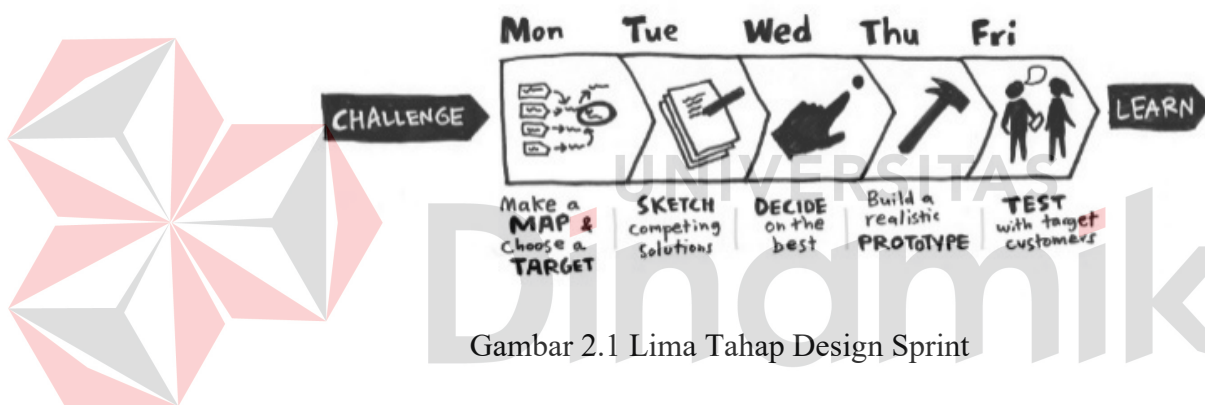 Mon Tue Wed Thu Fri
CHALLENGE
LEARN
Make a
MAP &
choose a
TARGET
SKETCH
competing
solutions
DECIDE
on the
best
Build a
realistic
PROTOTYPE
TEST
with target
customers
UNIVERSITAS
Dinamik
Gambar 2.1 Lima Tahap Design Sprint